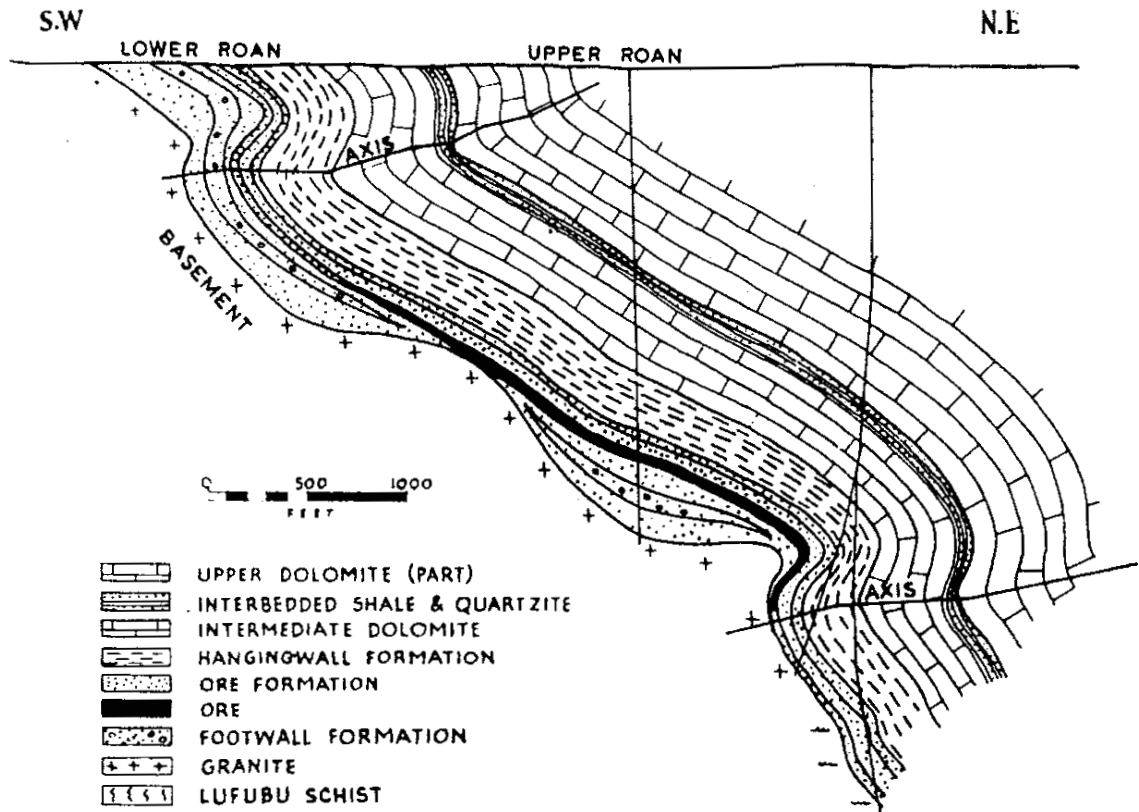 S.W N.E
LOWER ROAN UPPER ROAN
AXIS
BASEMENT
0 500 1000
FEET
AXIS
UPPER DOLOMITE (PART)
INTERBEDDED SHALE & QUARTZITE
INTERMEDIATE DOLOMITE
HANGINGWALL FORMATION
ORE FORMATION
ORE
FOOTWALL FORMATION
GRANITE
LUFUBU SCHIST